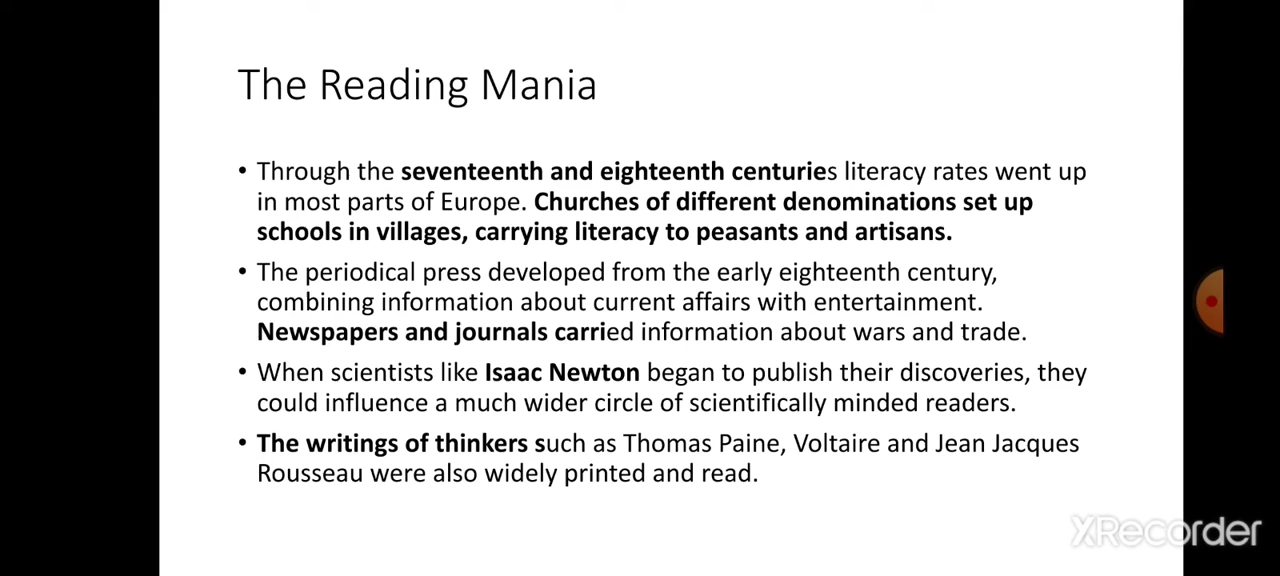 The Reading Mania
• Through the seventeenth and eighteenth centuries literacy rates went up
in most parts of Europe. Churches of different denominations set up
schools in villages, carrying literacy to peasants and artisans.
• The periodical press developed from the early eighteenth century,
combining information about current affairs with entertainment.
Newspapers and journals carried information about wars and trade.
• When scientists like Isaac Newton began to publish their discoveries, they
could influence a much wider circle of scientifically minded readers.
• The writings of thinkers such as Thomas Paine, Voltaire and Jean Jacques
Rousseau were also widely printed and read.
XRecorder